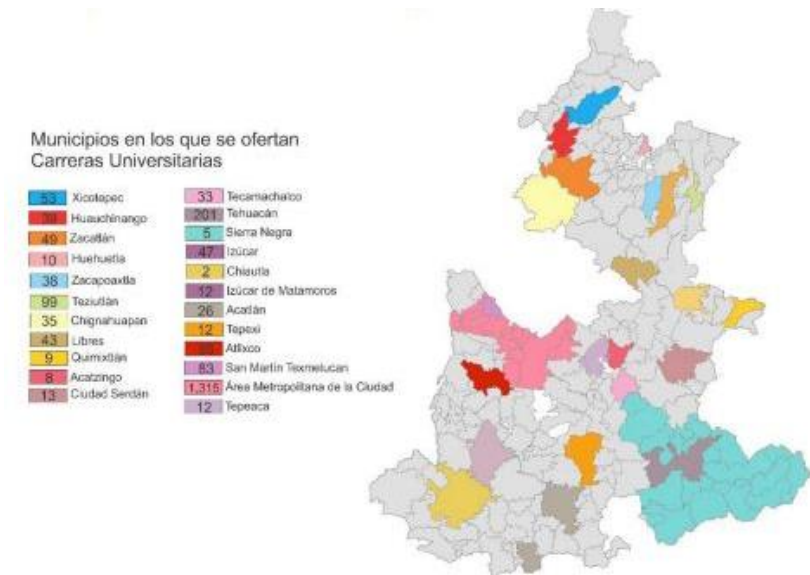 Municipios en los que se ofertan
Carreras Universitarias
53 Xicotepec
Huauchinango
49 Zacatlán
10 Huehuetla
38 Zacapoaxtla
99 Teziutlán
35 Chignahuapan
43 Libres
9 Quimixtlán
8 Acatzingo
13 Ciudad Serdán
33 Tecamachalco
201 Tehuacán
5 Sierra Negra
47 Izúcar
2 Chiautla
12 Izúcar de Matamoros
26 Acatlán
12 Tepexi
Atlixco
83 San Martín Texmelucan
1,315 Área Metropolitana de la Ciudad
12 Tepeaca